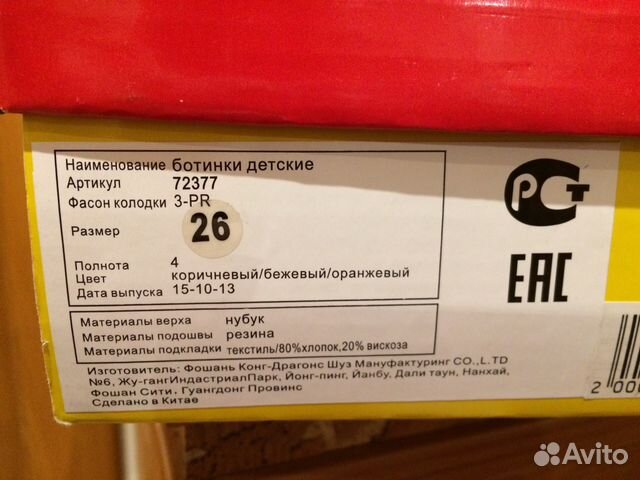 Наименование ботинки детские
Артикул 72377
Фасон колодки 3-PR
Размер 26
Полнота 4
Цвет коричневый/бежевый/оранжевый
Дата выпуска 15-10-13
Материалы верха нубук
Материалы подошвы резина
Материалы подкладки текстиль/80%хлопок,20% вискоза
Изготовитель: Фошань Конг-Драгонс Шуз Мануфактуринг CO.,L.TD
№6, Жу-гангИндастриалПарк, Йонг-пинг, Йанбу. Дали таун, Нанхай,
Фошан Сити. Гуангдонг Провинс
Сделано в Китае
РСТ
EAC
Avito